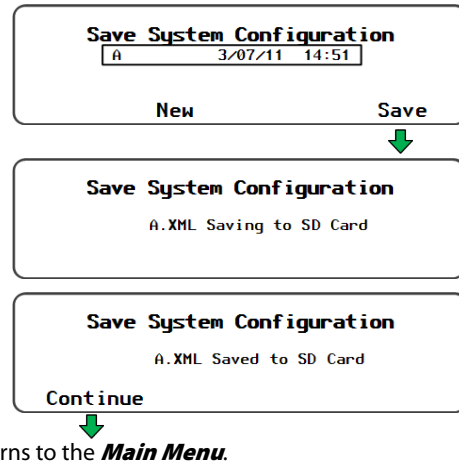 Save System Configuration
A 3/07/11 14:51
New Save
Save System Configuration
A.XML Saving to SD Card
Save System Configuration
A.XML Saved to SD Card
Continue
rns to the Main Menu.